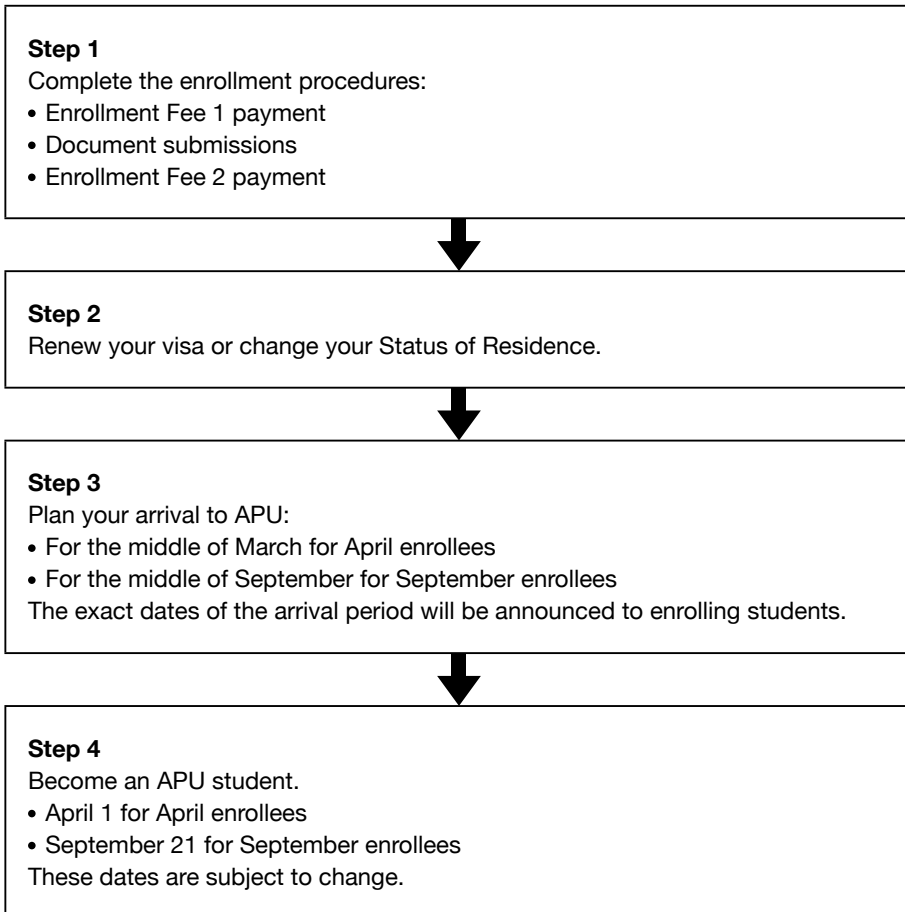 Step 1
Complete the enrollment procedures:
• Enrollment Fee 1 payment
• Document submissions
• Enrollment Fee 2 payment
Step 2
Renew your visa or change your Status of Residence.
Step 3
Plan your arrival to APU:
• For the middle of March for April enrollees
• For the middle of September for September enrollees
The exact dates of the arrival period will be announced to enrolling students.
Step 4
Become an APU student.
• April 1 for April enrollees
• September 21 for September enrollees
These dates are subject to change.